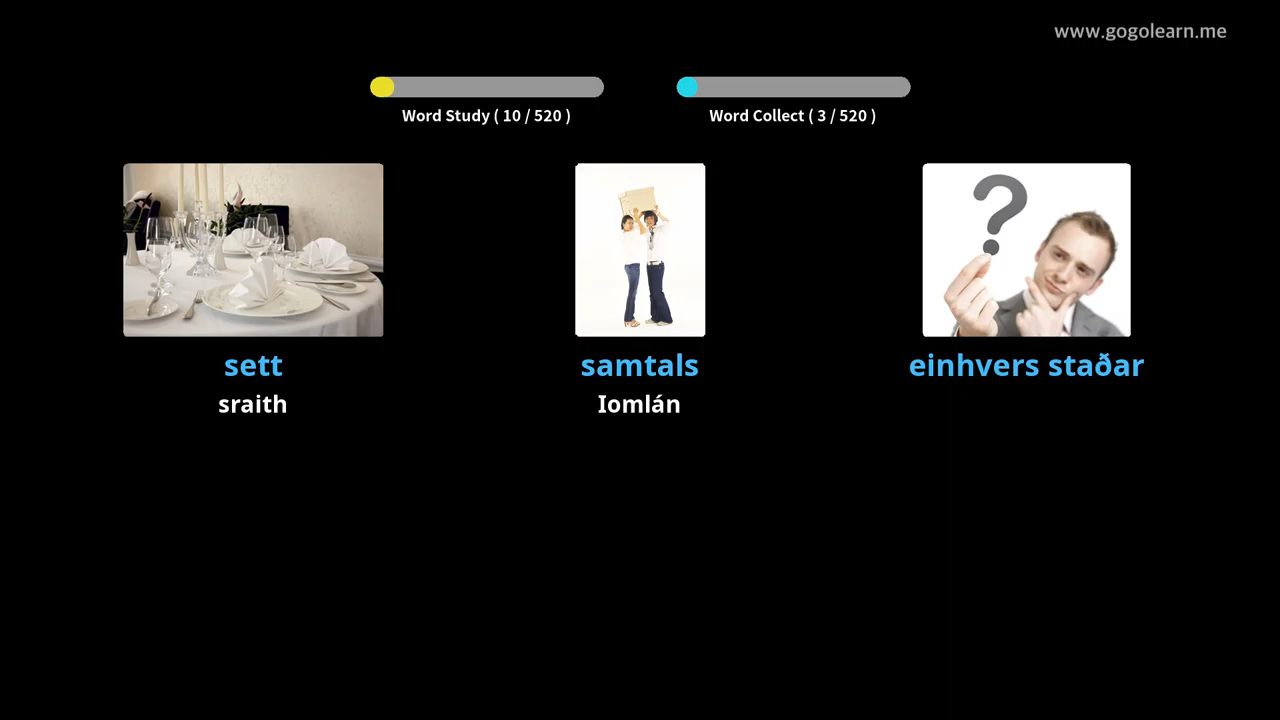 www.gogolearn.me
Word Study ( 10 / 520 )
Word Collect ( 3 / 520 )
sett
sraith
samtals
Iomlán
einhvers staðar